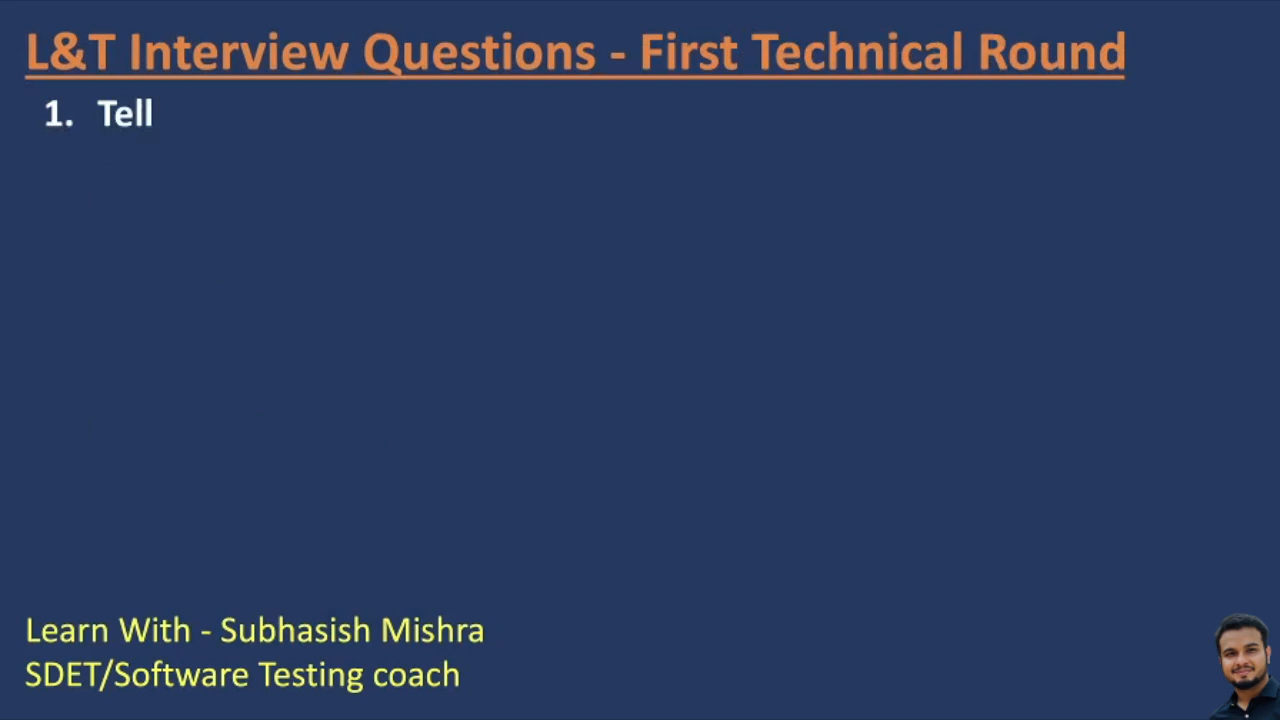 L&T Interview Questions - First Technical Round
1. Tell
Learn With - Subhasish Mishra
SDET/Software Testing coach